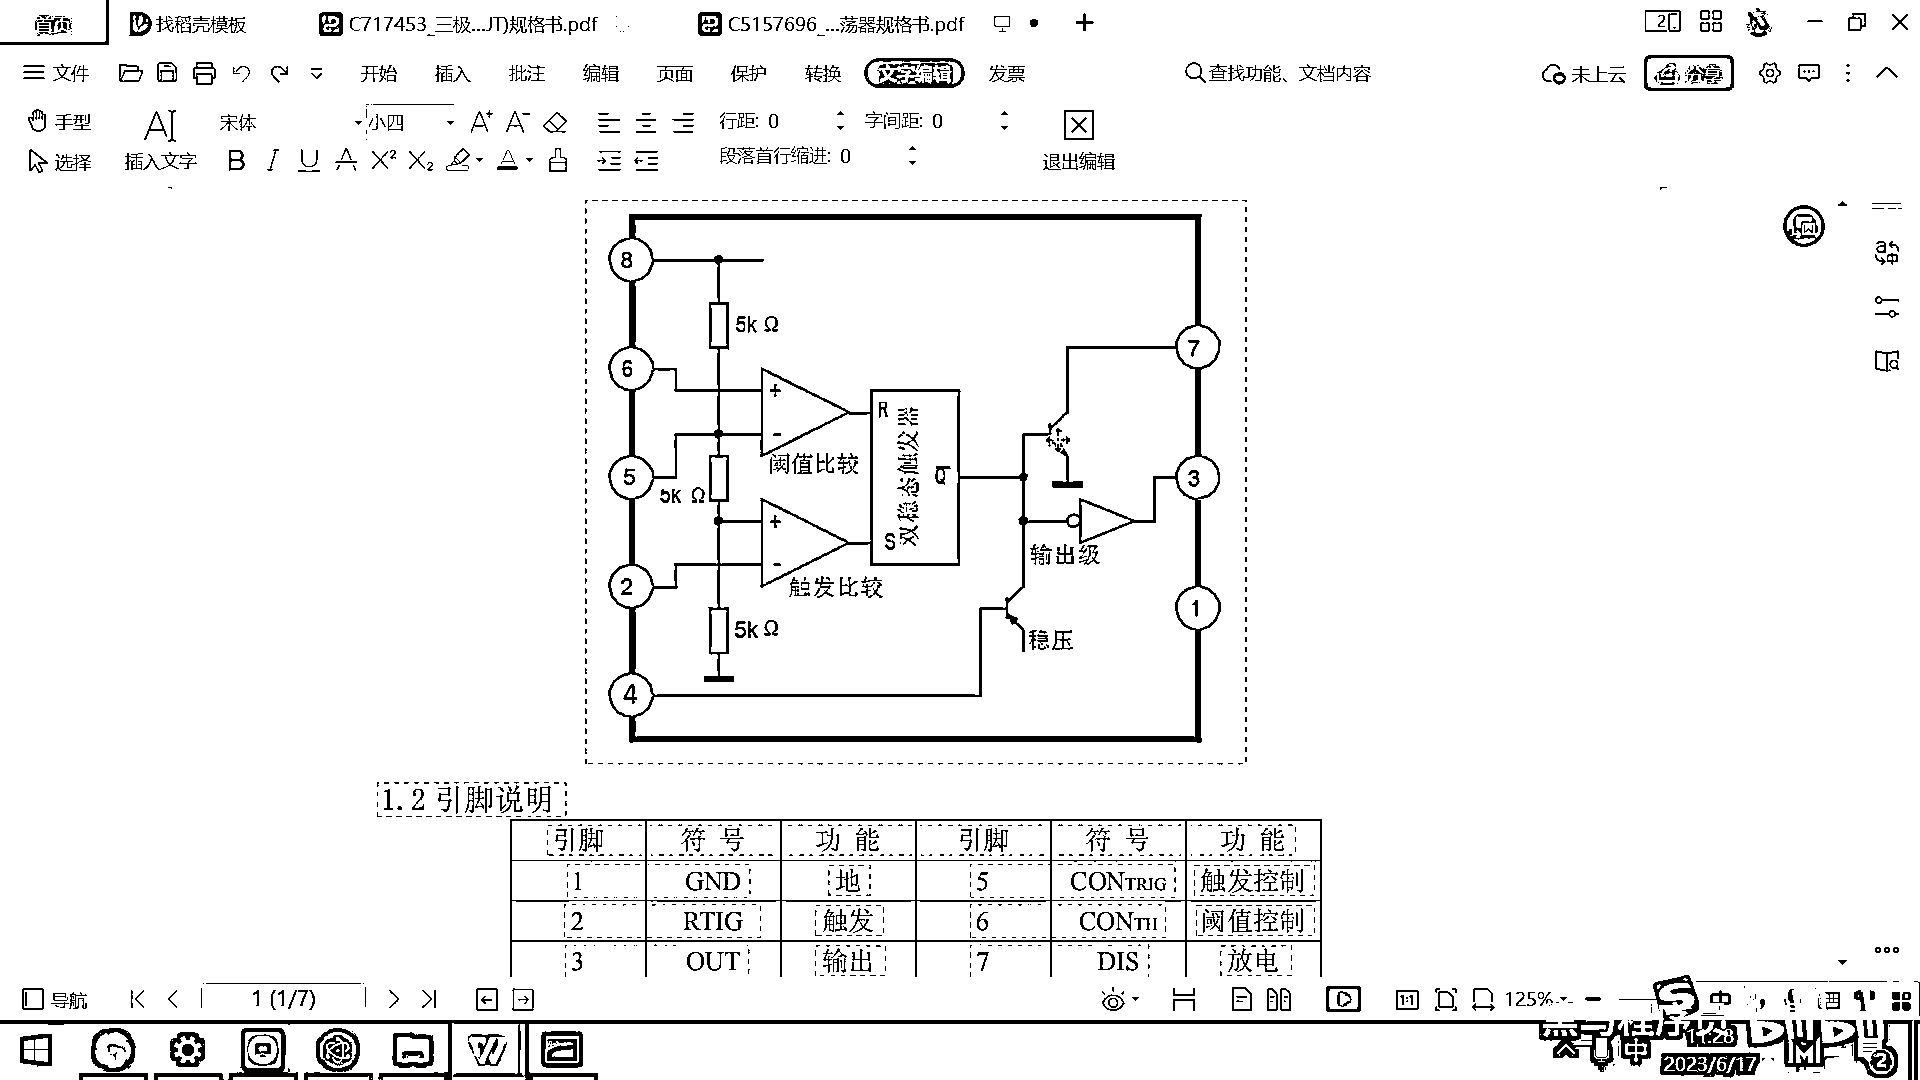 首页 找稻壳模板 C717453_三极...JT)规格书.pdf C5157696_...荡器规格书.pdf
文件 开始 插入 批注 编辑 页面 保护 转换 文字编辑 发票 查找功能、文档内容 未上云 分享
手型 宋体 小四 A+ A- 行距: 0 字间距: 0
选择 插入文字 B I U A X² X₂ A 段落首行缩进: 0 退出编辑
8
5k Ω
7
6
+
R
-
阈值比较
双稳态触发器
Q̅
5
5k Ω
3
+
S
-
触发比较
输出级
2
1
5k Ω
稳压
4
1.2 引脚说明
引脚 符 号 功 能 引脚 符 号 功 能
1 GND 地 5 CONTRIG 触发控制
2 RTIG 触发 6 CONTH 阈值控制
3 OUT 输出 7 DIS 放电
导航 1 (1/7) 1:1 125% 中
中 11:28
2023/6/17 2